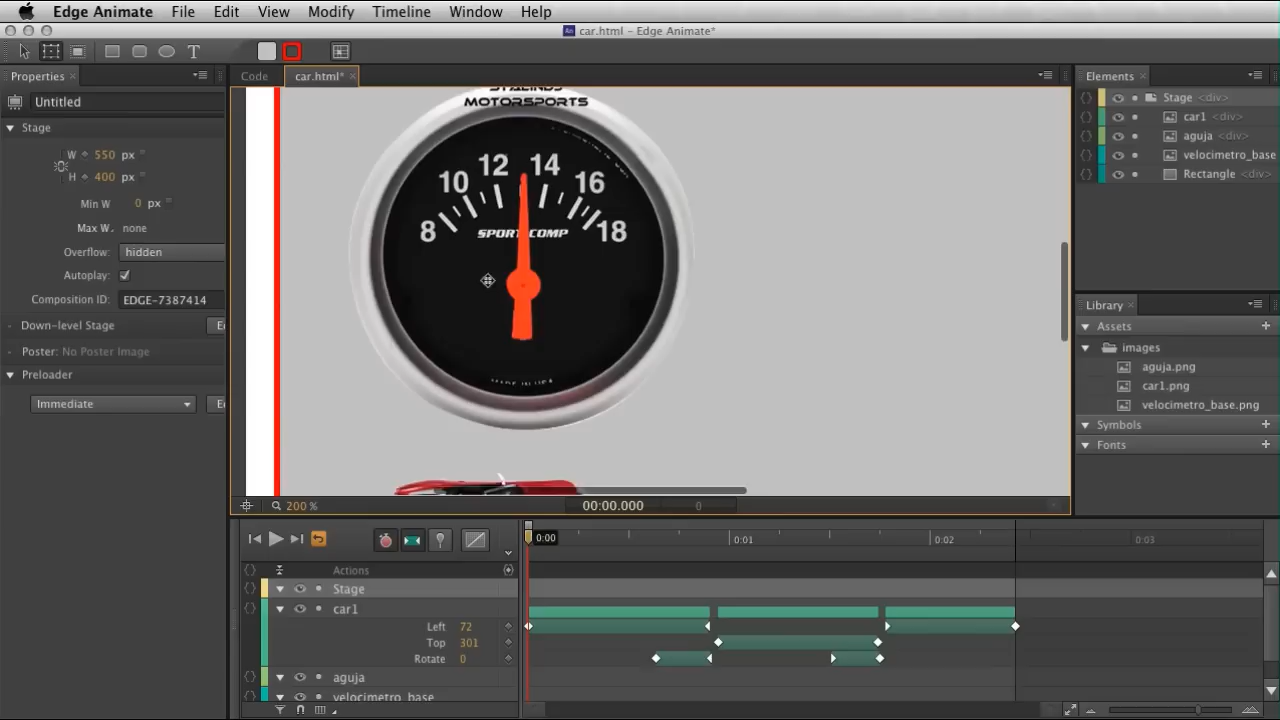 Edge Animate File Edit View Modify Timeline Window Help
car.html - Edge Animate*
T
Properties
Code car.html*
Elements
Untitled
Stage
W 550 px
H 400 px
Min W 0 px
Max W. none
Overflow: hidden
Autoplay:
Composition ID: EDGE-7387414
Down-level Stage
Poster: No Poster Image
Preloader
Immediate
MOTORSPORTS
8 10 12 14 16 18
SPORT COMP
MADE IN USA
200 %
00:00.000
0
Stage <div>
car1 <div>
aguja <div>
velocimetro_base
Rectangle <div>
Library
Assets
images
aguja.png
car1.png
velocimetro_base.png
Symbols
Fonts
0:00 0:01 0:02 0:03
Actions
Stage
car1
Left 72
Top 301
Rotate 0
aguja
velocimetro_base